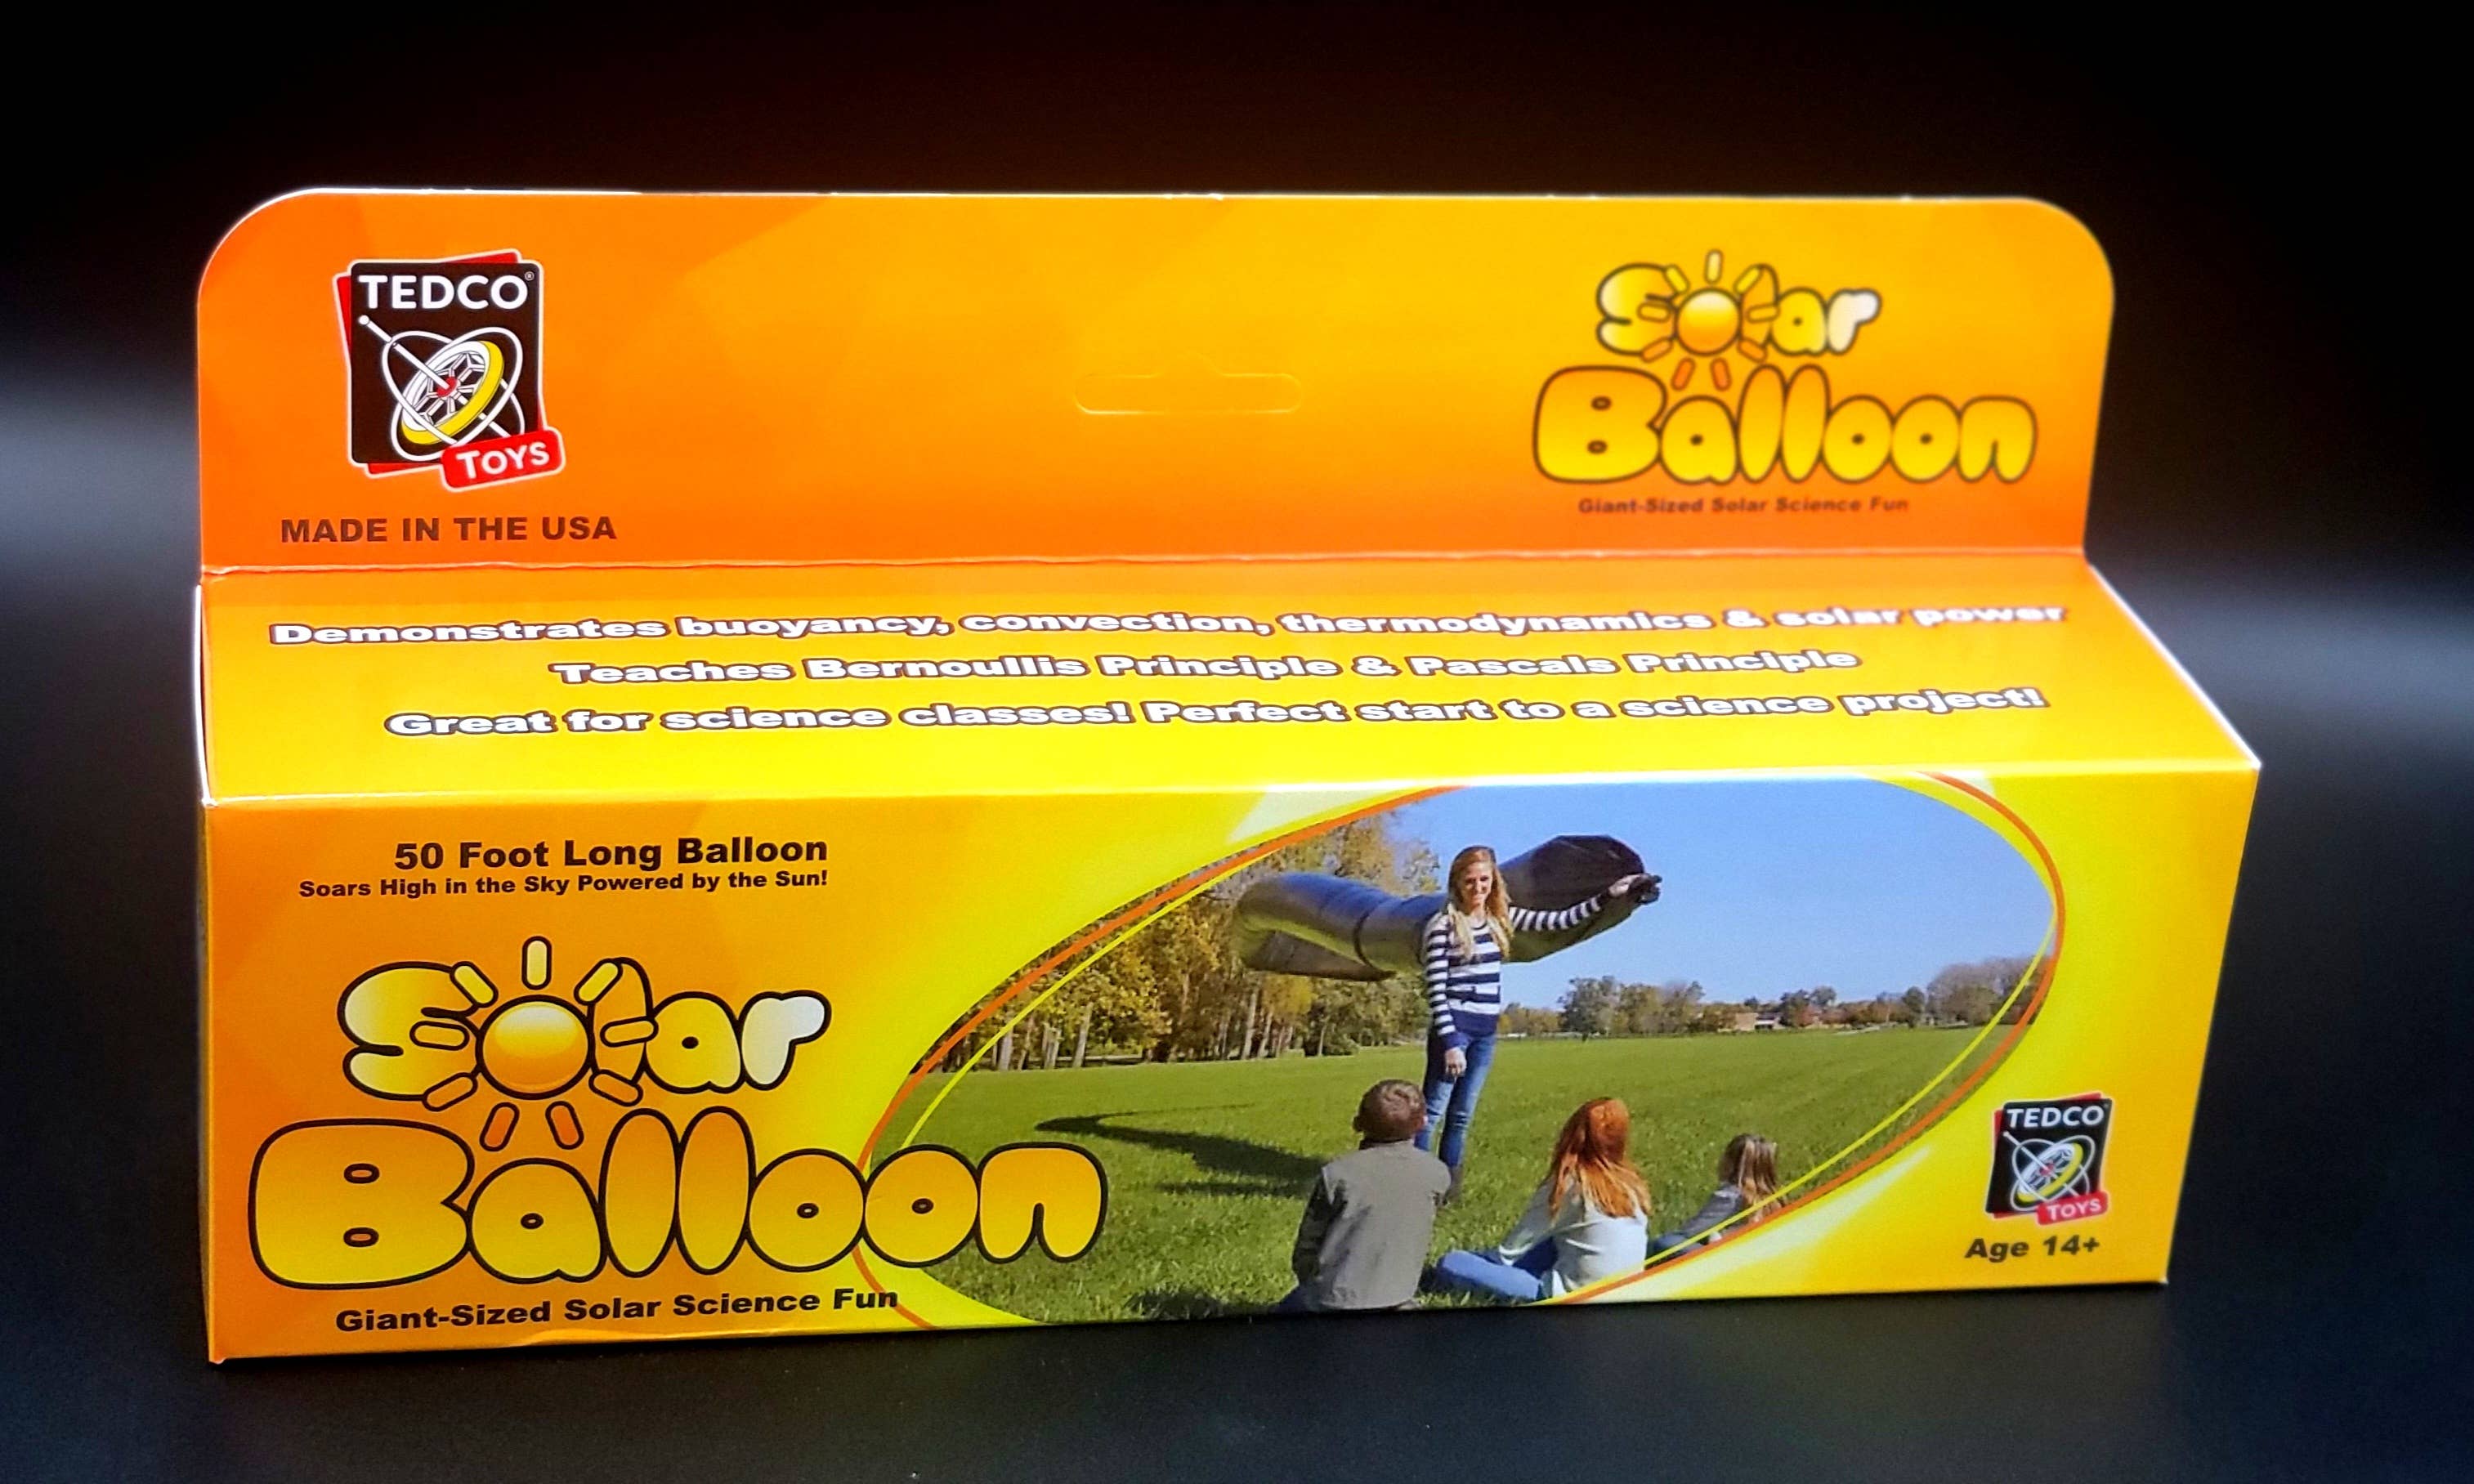 TEDCO®
TOYS
MADE IN THE USA
Solar
Balloon
Giant-Sized Solar Science Fun
Demonstrates buoyancy, convection, thermodynamics & solar power
Teaches Bernoullis Principle & Pascals Principle
Great for science classes! Perfect start to a science project!
50 Foot Long Balloon
Soars High in the Sky Powered by the Sun!
Solar
Balloon
Giant-Sized Solar Science Fun
TEDCO
TOYS
Age 14+